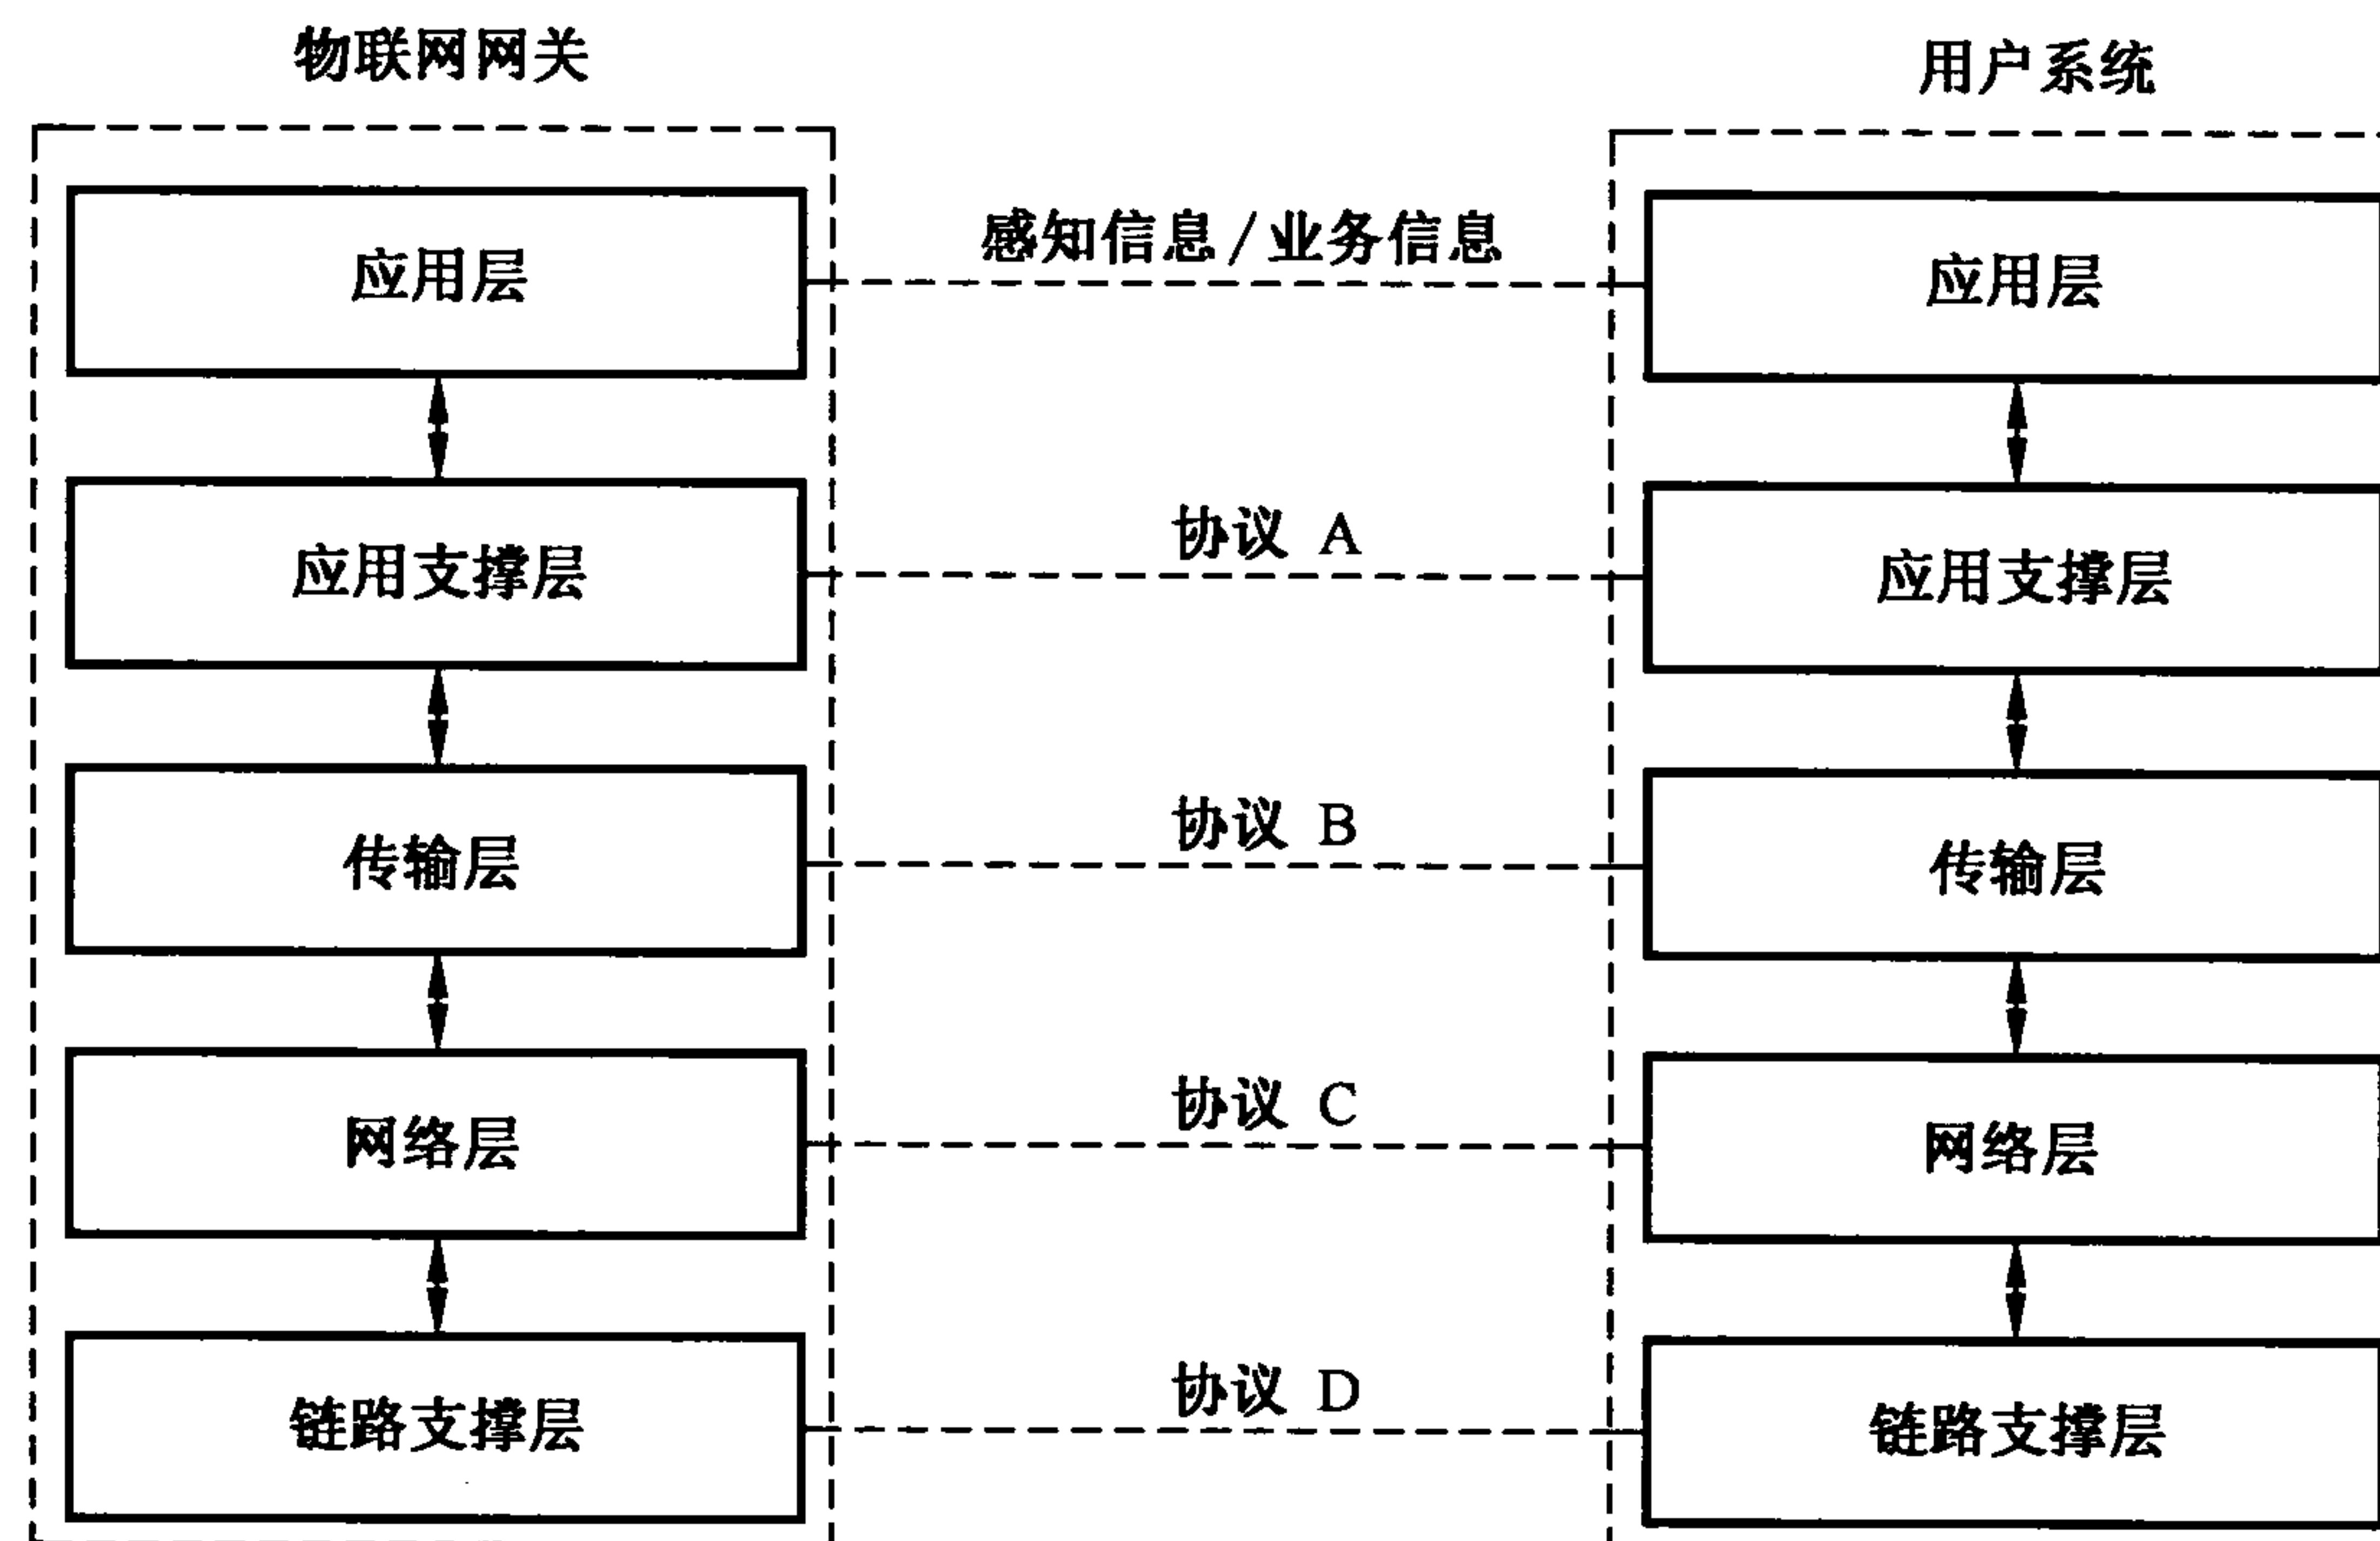 物联网网关
用户系统
应用层
感知信息/业务信息
应用层
应用支撑层
协议 A
应用支撑层
传输层
协议 B
传输层
网络层
协议 C
网络层
链路支撑层
协议 D
链路支撑层